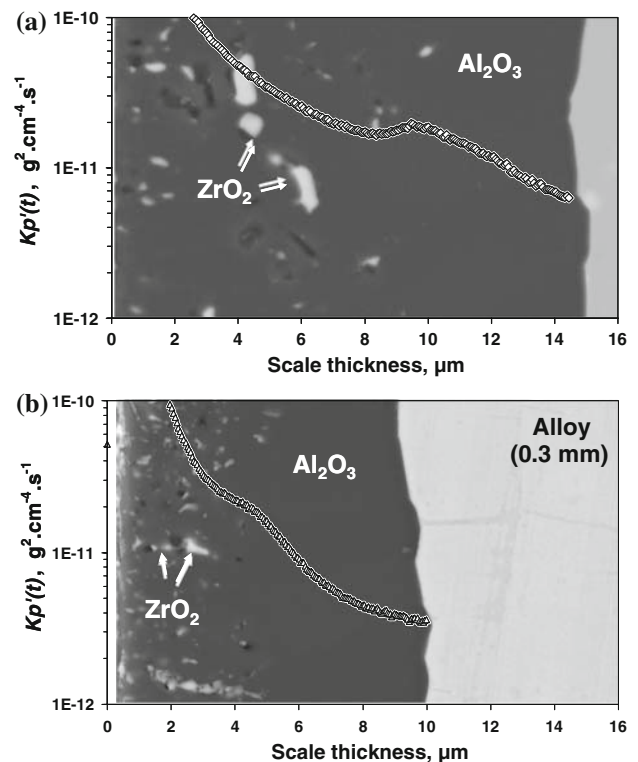 (a)
1E-10
1E-11
1E-12
Kp'(t), g².cm⁻⁴.s⁻¹
Al₂O₃
ZrO₂
0 2 4 6 8 10 12 14 16
Scale thickness, µm
(b)
1E-10
1E-11
1E-12
Kp'(t), g².cm⁻⁴.s⁻¹
Al₂O₃
Alloy
(0.3 mm)
ZrO₂
0 2 4 6 8 10 12 14 16
Scale thickness, µm